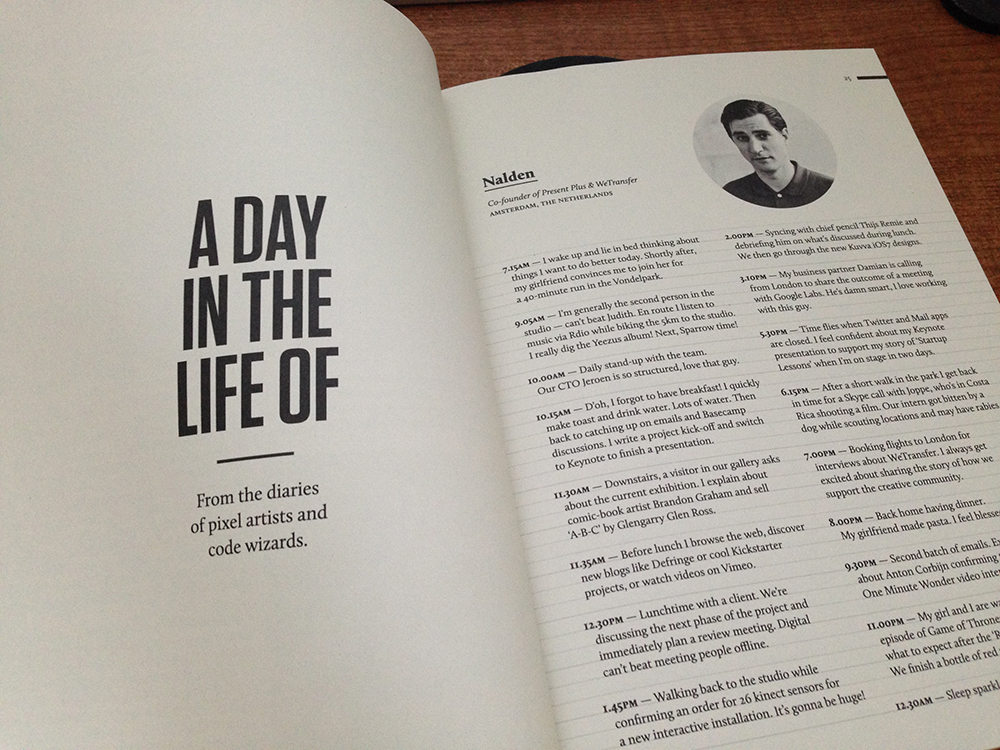 A DAY
IN THE
LIFE OF
From the diaries
of pixel artists and
code wizards.
25
Nalden
Co-founder of Present Plus & WeTransfer
AMSTERDAM, THE NETHERLANDS
7.15AM — I wake up and lie in bed thinking about
things I want to do better today. Shortly after,
my girlfriend convinces me to join her for
a 40-minute run in the Vondelpark.
9.05AM — I'm generally the second person in the
studio — can't beat Judith. En route I listen to
music via Rdio while biking the 5km to the studio.
I really dig the Yeezus album! Next, Sparrow time!
10.00AM — Daily stand-up with the team.
Our CTO Jeroen is so structured, love that guy.
10.15AM — D'oh, I forgot to have breakfast! I quickly
make toast and drink water. Lots of water. Then
back to catching up on emails and Basecamp
discussions. I write a project kick-off and switch
to Keynote to finish a presentation.
11.30AM — Downstairs, a visitor in our gallery asks
about the current exhibition. I explain about
comic-book artist Brandon Graham and sell
'A-B-C' by Glengarry Glen Ross.
11.35AM — Before lunch I browse the web, discover
new blogs like Defringe or cool Kickstarter
projects, or watch videos on Vimeo.
12.30PM — Lunchtime with a client. We're
discussing the next phase of the project and
immediately plan a review meeting. Digital
can't beat meeting people offline.
1.45PM — Walking back to the studio while
confirming an order for 26 kinect sensors for
a new interactive installation. It's gonna be huge!
2.00PM — Syncing with chief pencil Thijs Remie and
debriefing him on what's discussed during lunch.
We then go through the new Kuvva iOS7 designs.
3.10PM — My business partner Damian is calling
from London to share the outcome of a meeting
with Google Labs. He's damn smart, I love working
with this guy.
5.30PM — Time flies when Twitter and Mail apps
are closed. I feel confident about my Keynote
presentation to support my story of 'Startup
Lessons' when I'm on stage in two days.
6.15PM — After a short walk in the park I get back
in time for a Skype call with Joppe, who's in Costa
Rica shooting a film. Our intern got bitten by a
dog while scouting locations and may have rabies
7.00PM — Booking flights to London for
interviews about WeTransfer. I always get
excited about sharing the story of how we
support the creative community.
8.00PM — Back home having dinner.
My girlfriend made pasta. I feel blesse
9.30PM — Second batch of emails. E
about Anton Corbijn confirming
One Minute Wonder video inte
11.00PM — My girl and I are wa
episode of Game of Throne
what to expect after the 'R
We finish a bottle of red
12.30AM — Sleep spark